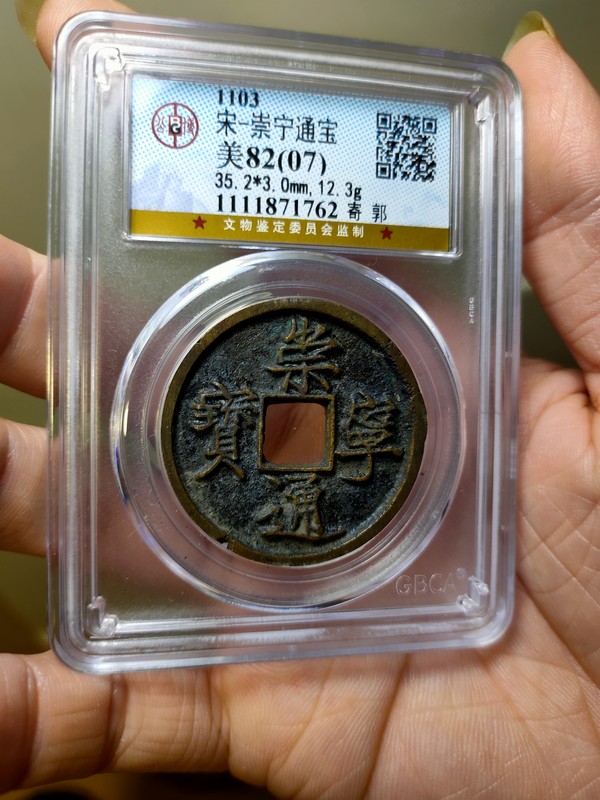 1103
宋-崇宁通宝
美82(07)
35.2*3.0mm,12.3g
1111871762 寄 郭
★ 文物鉴定委员会监制 ★
崇
寶 寧
通
GBCA®